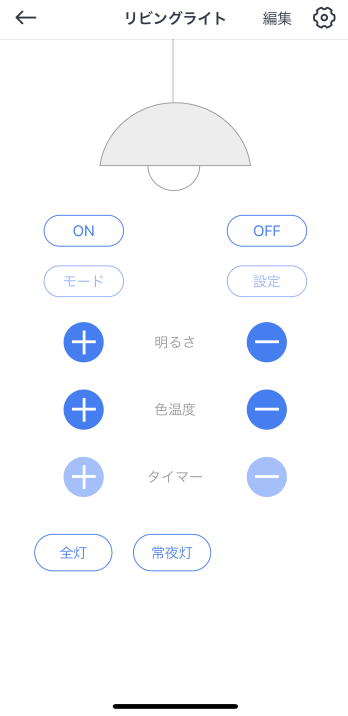 リビングライト 編集
ON OFF
モード 設定
明るさ
色温度
タイマー
全灯 常夜灯